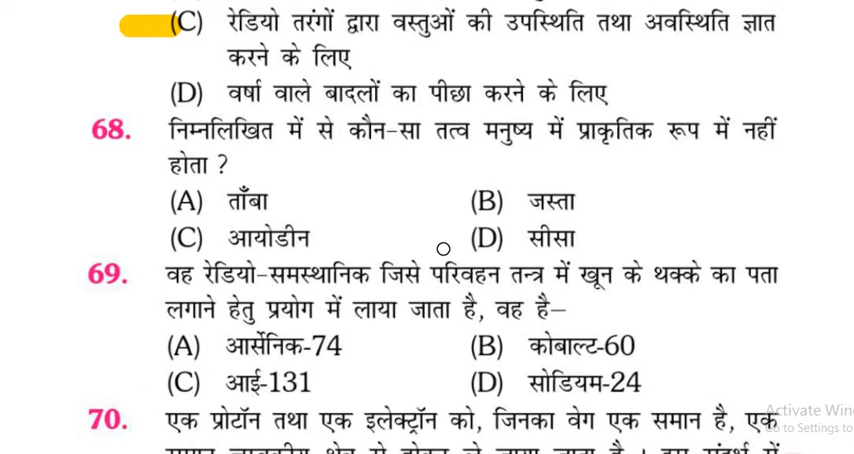 (C) रेडियो तरंगों द्वारा वस्तुओं की उपस्थिति तथा अवस्थिति ज्ञात
करने के लिए
(D) वर्षा वाले बादलों का पीछा करने के लिए
68. निम्नलिखित में से कौन-सा तत्व मनुष्य में प्राकृतिक रूप में नहीं
होता ?
(A) ताँबा (B) जस्ता
(C) आयोडीन (D) सीसा
69. वह रेडियो-समस्थानिक जिसे परिवहन तन्त्र में खून के थक्के का पता
लगाने हेतु प्रयोग में लाया जाता है, वह है–
(A) आर्सेनिक-74 (B) कोबाल्ट-60
(C) आई-131 (D) सोडियम-24
Activate Win
70. एक प्रोटॉन तथा एक इलेक्ट्रॉन को, जिनका वेग एक समान है, एक
to Settings to